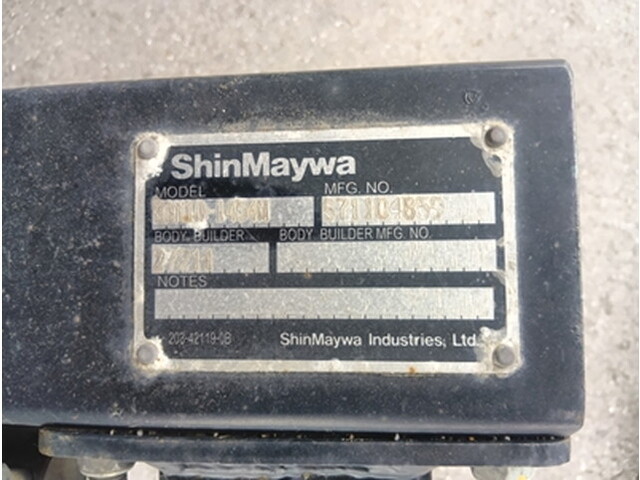 ShinMaywa
MODEL MFG. NO.
BODY BUILDER BODY BUILDER MFG. NO.
NOTES
202-42119-0B ShinMaywa Industries, Ltd.